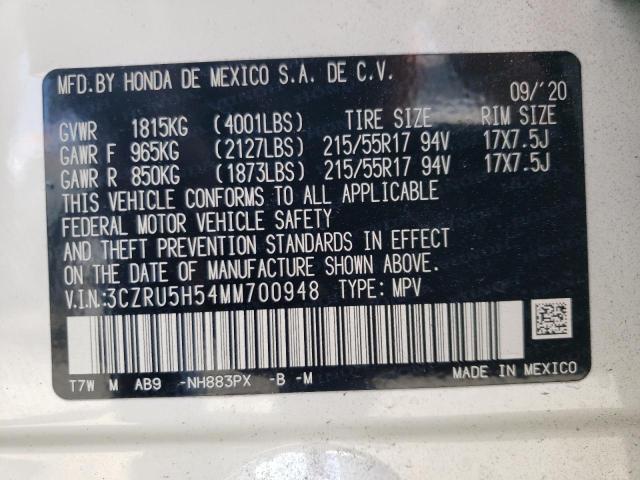 MFD.BY HONDA DE MEXICO S.A. DE C.V.
09/'20
GVWR 1815KG (4001LBS) TIRE SIZE RIM SIZE
GAWR F 965KG (2127LBS) 215/55R17 94V 17X7.5J
GAWR R 850KG (1873LBS) 215/55R17 94V 17X7.5J
THIS VEHICLE CONFORMS TO ALL APPLICABLE
FEDERAL MOTOR VEHICLE SAFETY
AND THEFT PREVENTION STANDARDS IN EFFECT
ON THE DATE OF MANUFACTURE SHOWN ABOVE.
V.I.N:3CZRU5H54MM700948 TYPE: MPV
T7W M AB9 -NH883PX -B -M MADE IN MEXICO